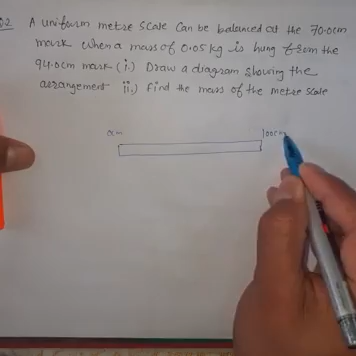 Q.2 A uniform metre scale can be balanced at the 70.0cm
mark when a mass of 0.05 kg is hung from the
94.0cm mark (i.) Draw a diagram showing the
arrangement ii.) Find the mass of the metre scale
100cm